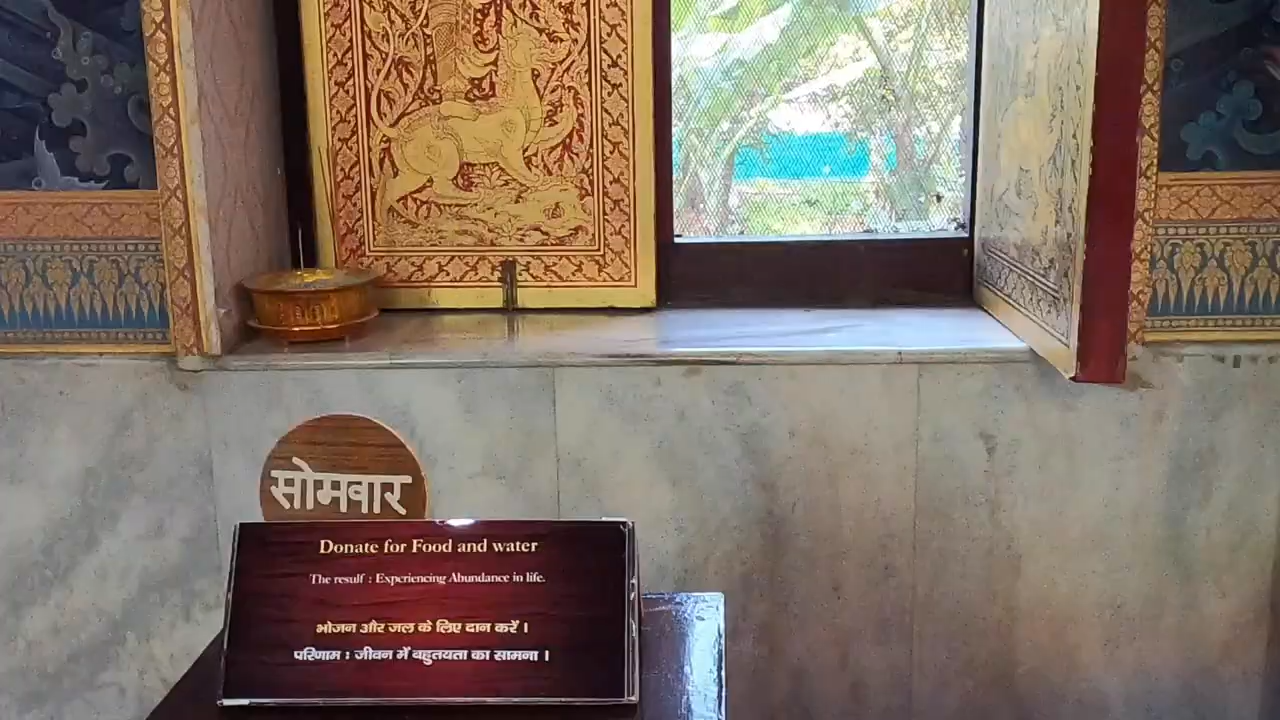 सोमवार
Donate for Food and water
The result : Experiencing Abundance in life.
भोजन और जल के लिए दान करें ।
परिणाम : जीवन में बहुतयता का सामना ।